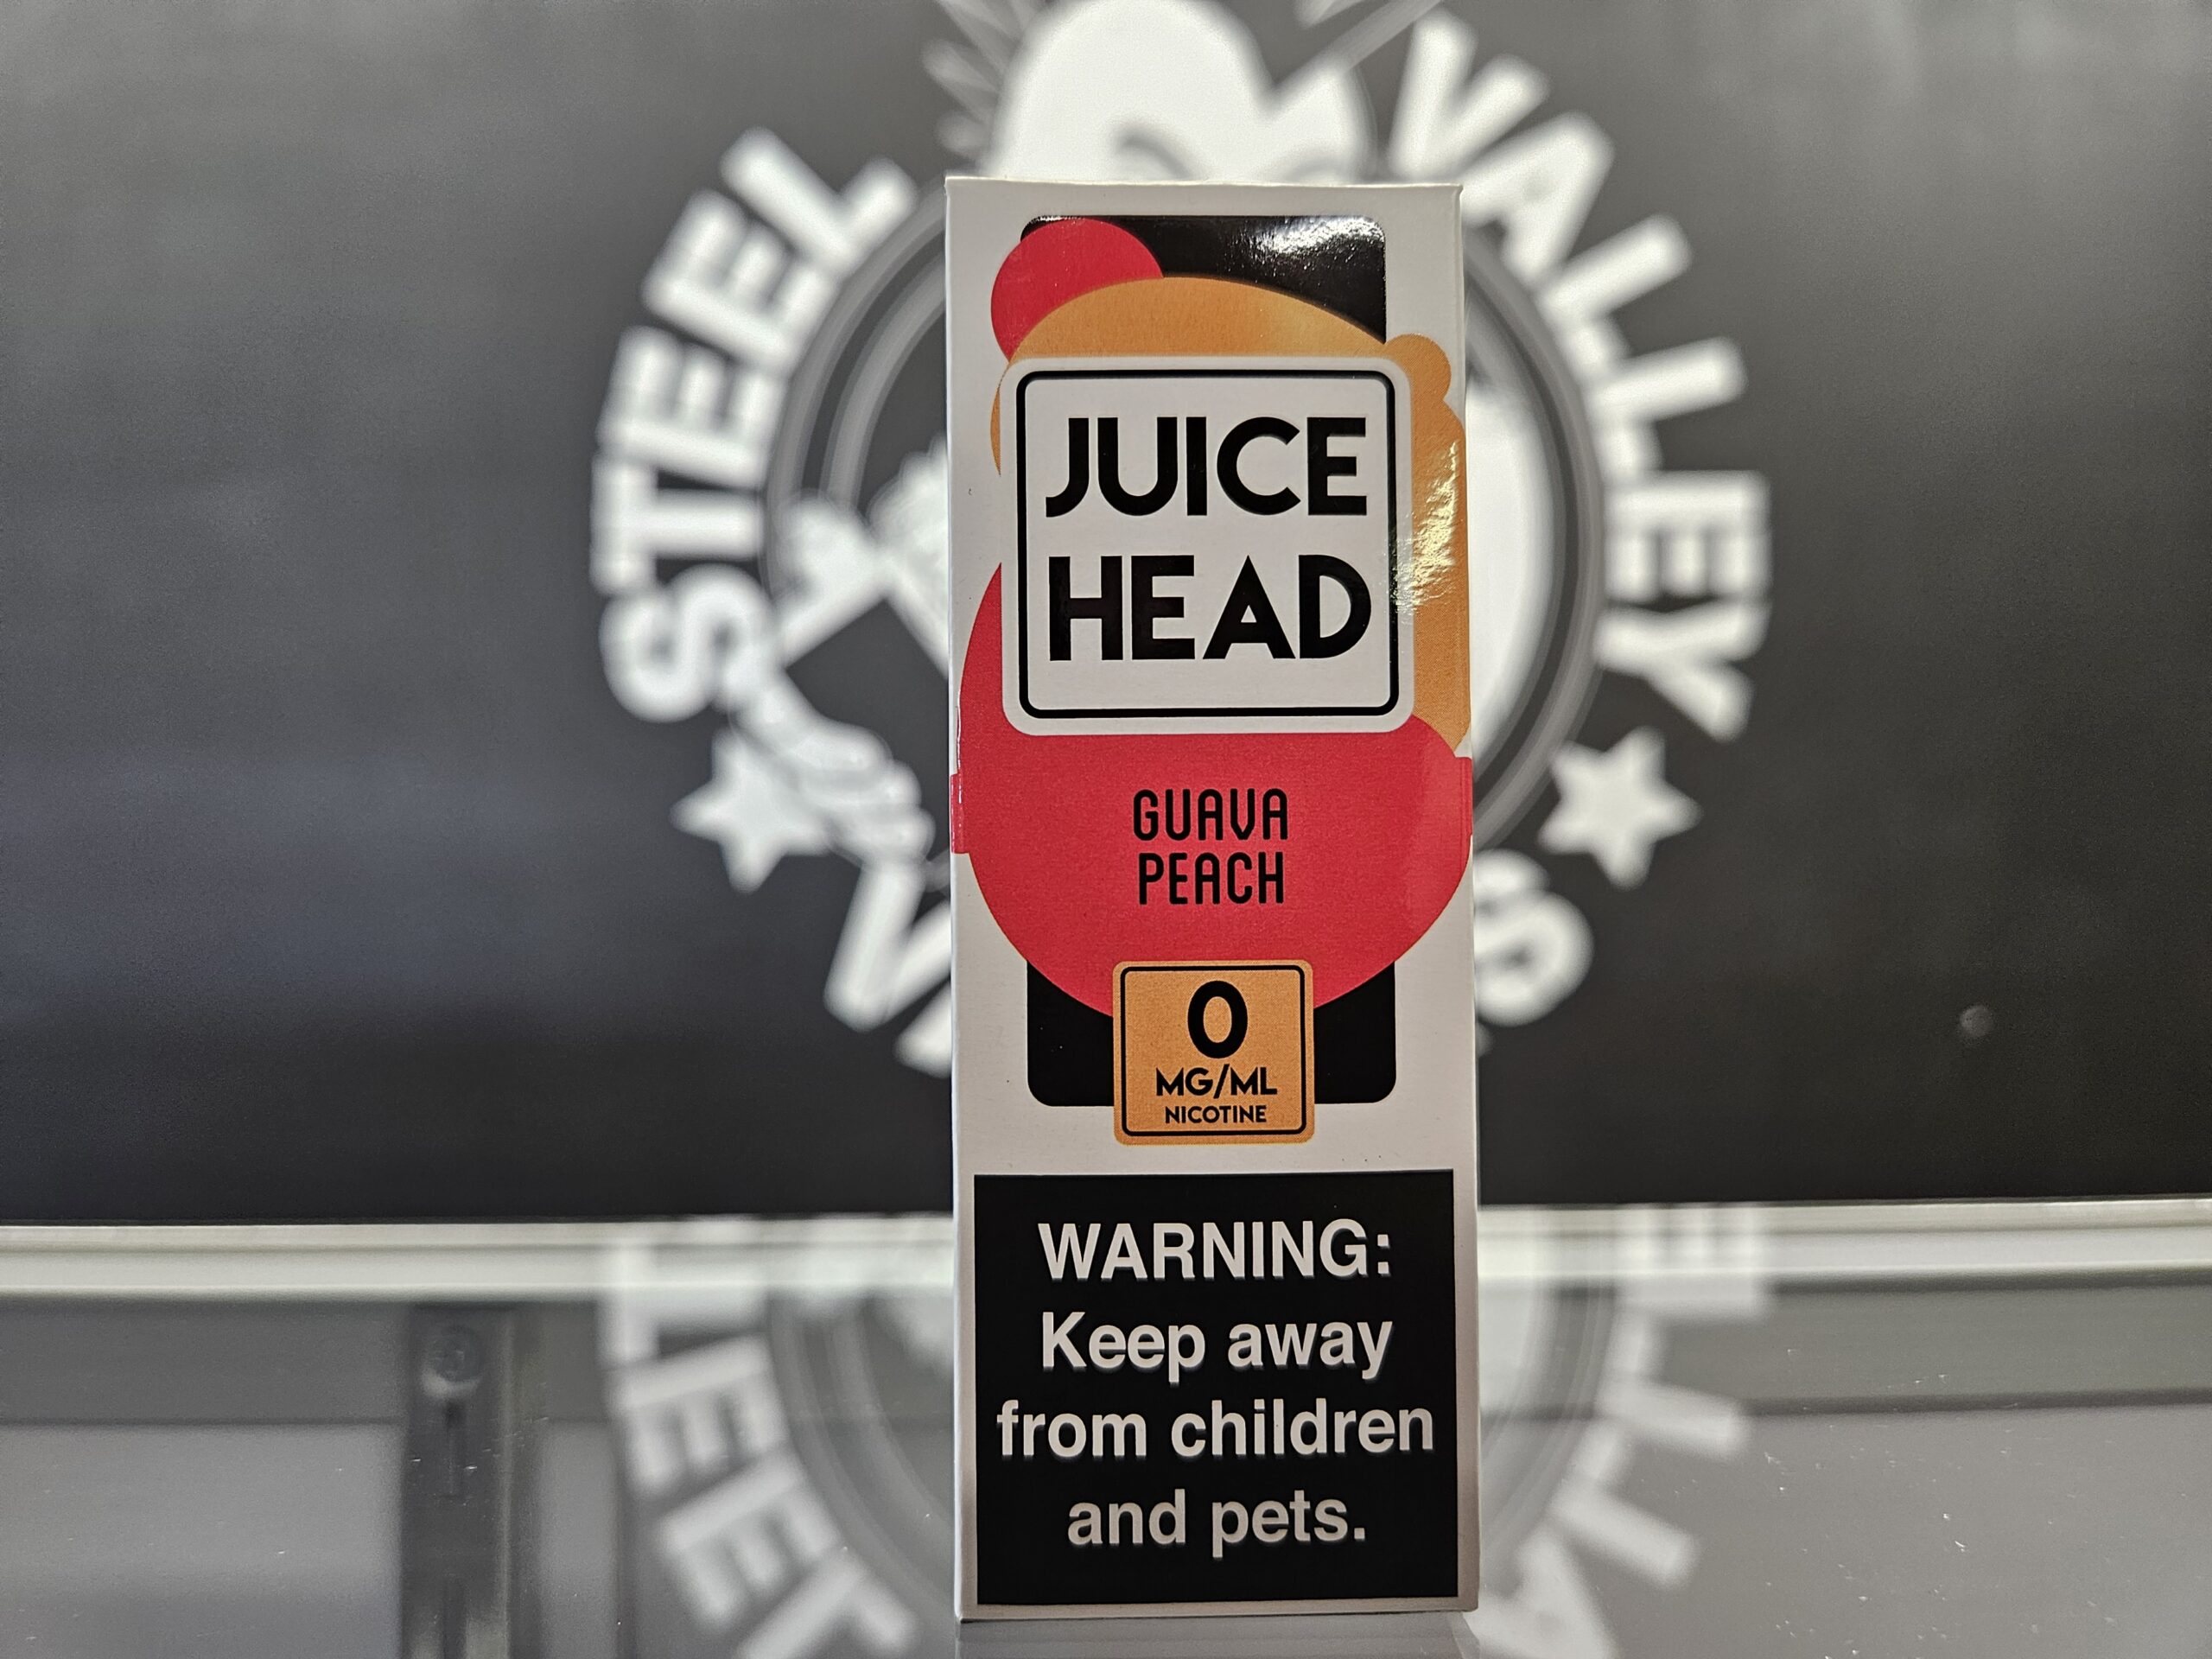 STEEL VALLEY
JUICE
HEAD
GUAVA
PEACH
0
MG/ML
NICOTINE
WARNING:
Keep away
from children
and pets.